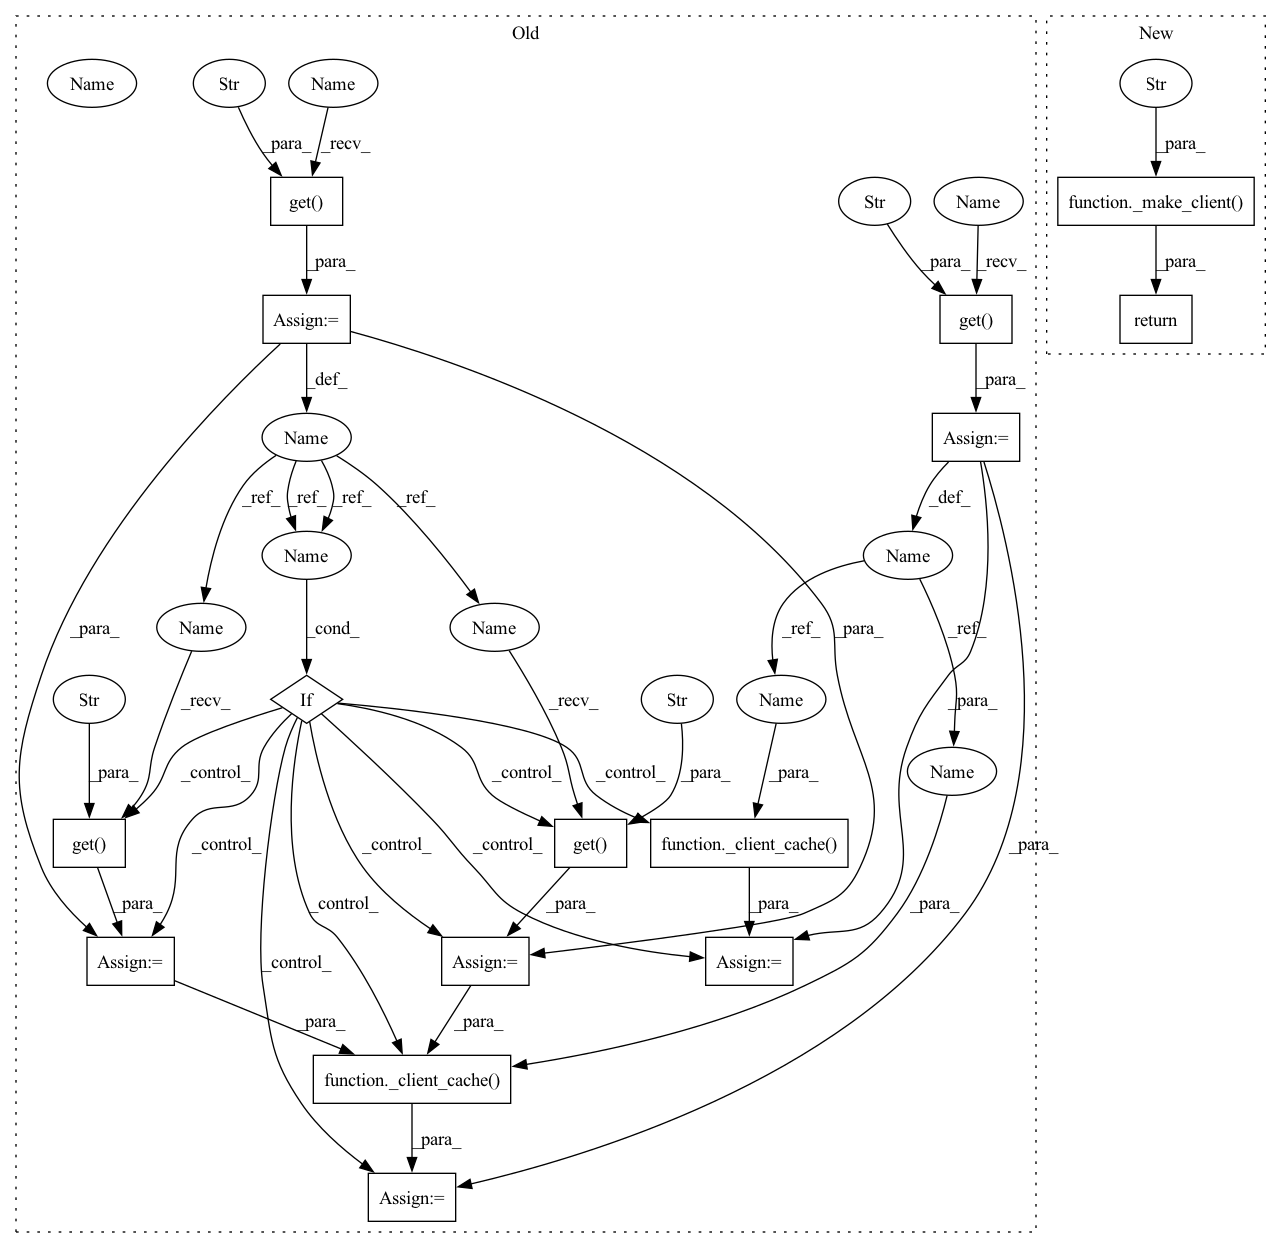 Old
New
Name
Str
Name
Str
_para_
_recv_
_para_
get()
Str
Name
function._make_client()
_para_
_para_
_recv_
_para_
Assign:=
get()
return
_def_
_para_
Name
Assign:=
_ref_
_ref_
_ref_
_ref_
_def_
Name
Name
_para_
Name
_cond_
Name
_para_
_ref_
_ref_
Str
_recv_
If
_recv_
Str
Name
_para_
_para_
_control_
_control_
_control_
_para_
_para_
Name
get()
_control_
_control_
_control_
get()
function._client_cache()
_para_
_para_
_control_
_para_
_para_
_para_
Assign:=
_control_
Assign:=
Assign:=
_para_
_para_
function._client_cache()
_para_
Assign:=